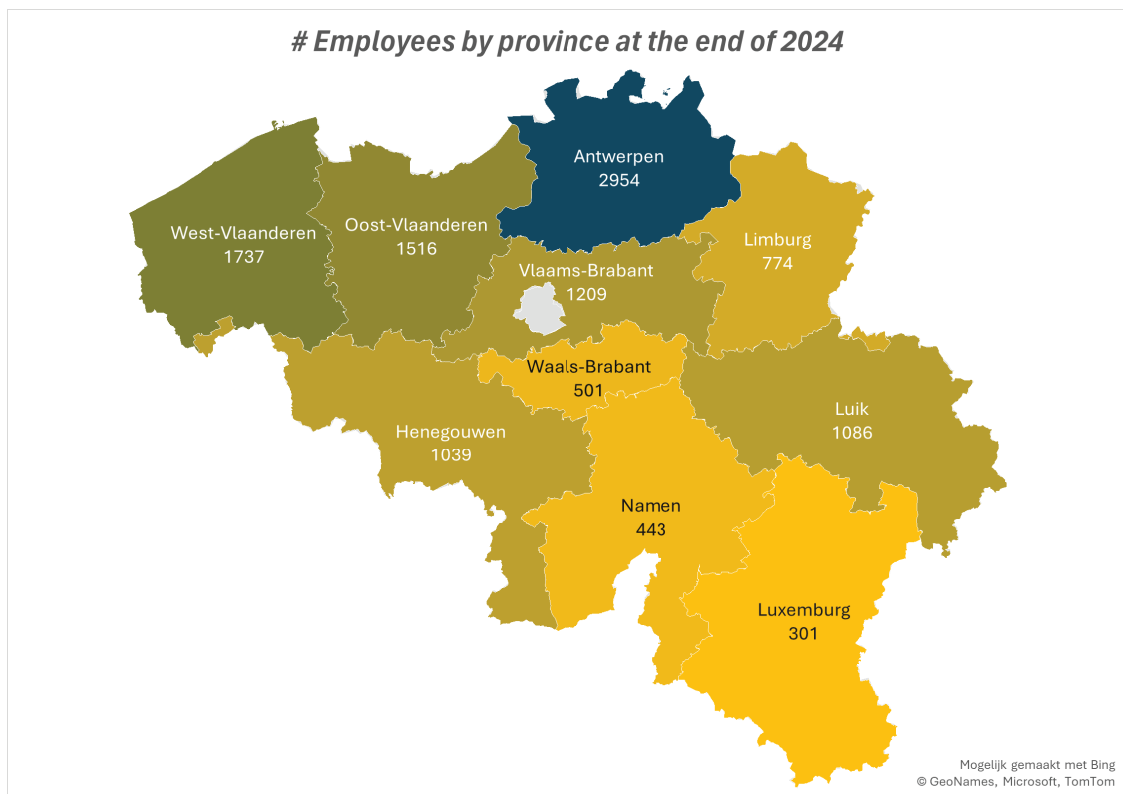 # Employees by province at the end of 2024
Antwerpen
2954
West-Vlaanderen
1737
Oost-Vlaanderen
1516
Limburg
774
Vlaams-Brabant
1209
Waals-Brabant
501
Luik
1086
Henegouwen
1039
Namen
443
Luxemburg
301
Mogelijk gemaakt met Bing
© GeoNames, Microsoft, TomTom